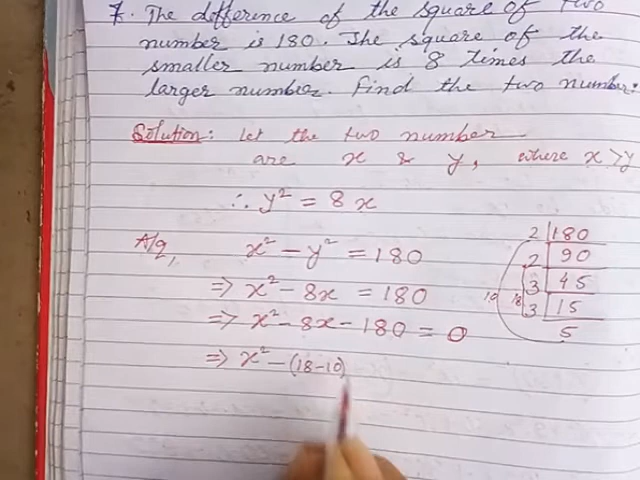 7. The difference of the square of two
number is 180. The square of the
smaller number is 8 times the
larger number. Find the two number:
Solution: Let the two number
are x & y, where x > y
∴ y² = 8x
A/q, x² - y² = 180
⇒ x² - 8x = 180
⇒ x² - 8x - 180 = 0
⇒ x² - (18-10)
2 | 180
2 | 90
3 | 45
3 | 15
5
10
18